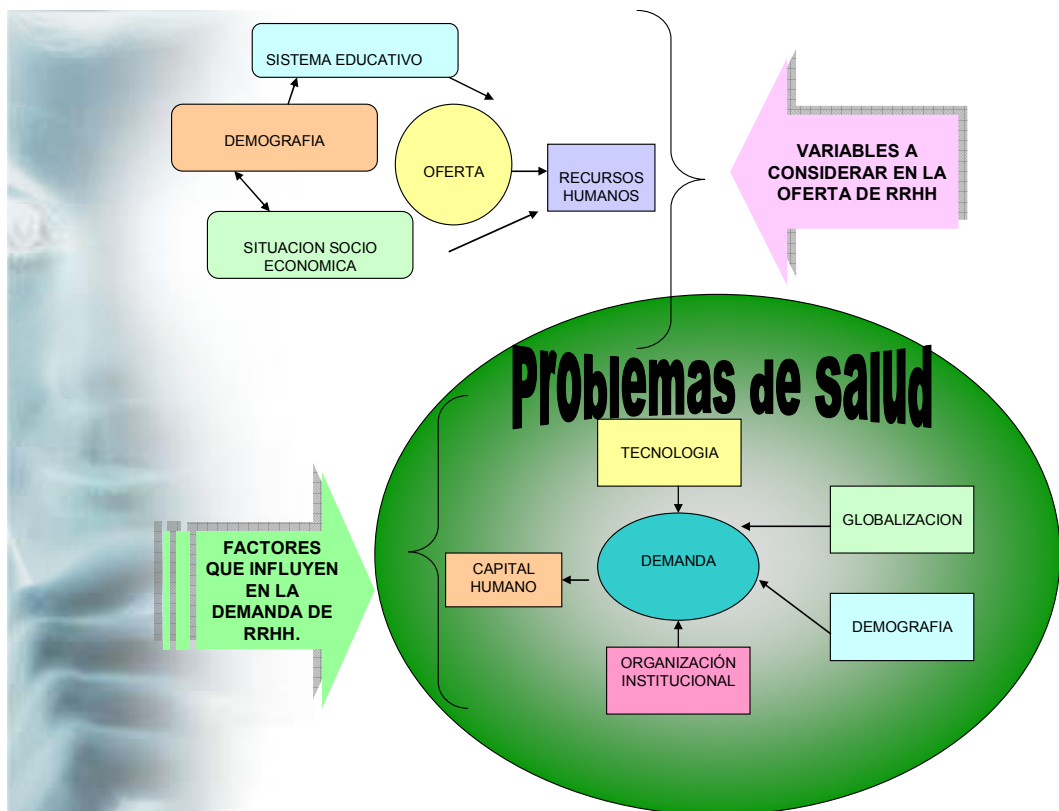 SISTEMA EDUCATIVO
DEMOGRAFIA
OFERTA
RECURSOS
HUMANOS
SITUACION SOCIO
ECONOMICA
VARIABLES A
CONSIDERAR EN LA
OFERTA DE RRHH
Problemas de salud
TECNOLOGIA
GLOBALIZACION
DEMANDA
CAPITAL
HUMANO
DEMOGRAFIA
ORGANIZACIÓN
INSTITUCIONAL
FACTORES
QUE INFLUYEN
EN LA
DEMANDA DE
RRHH.